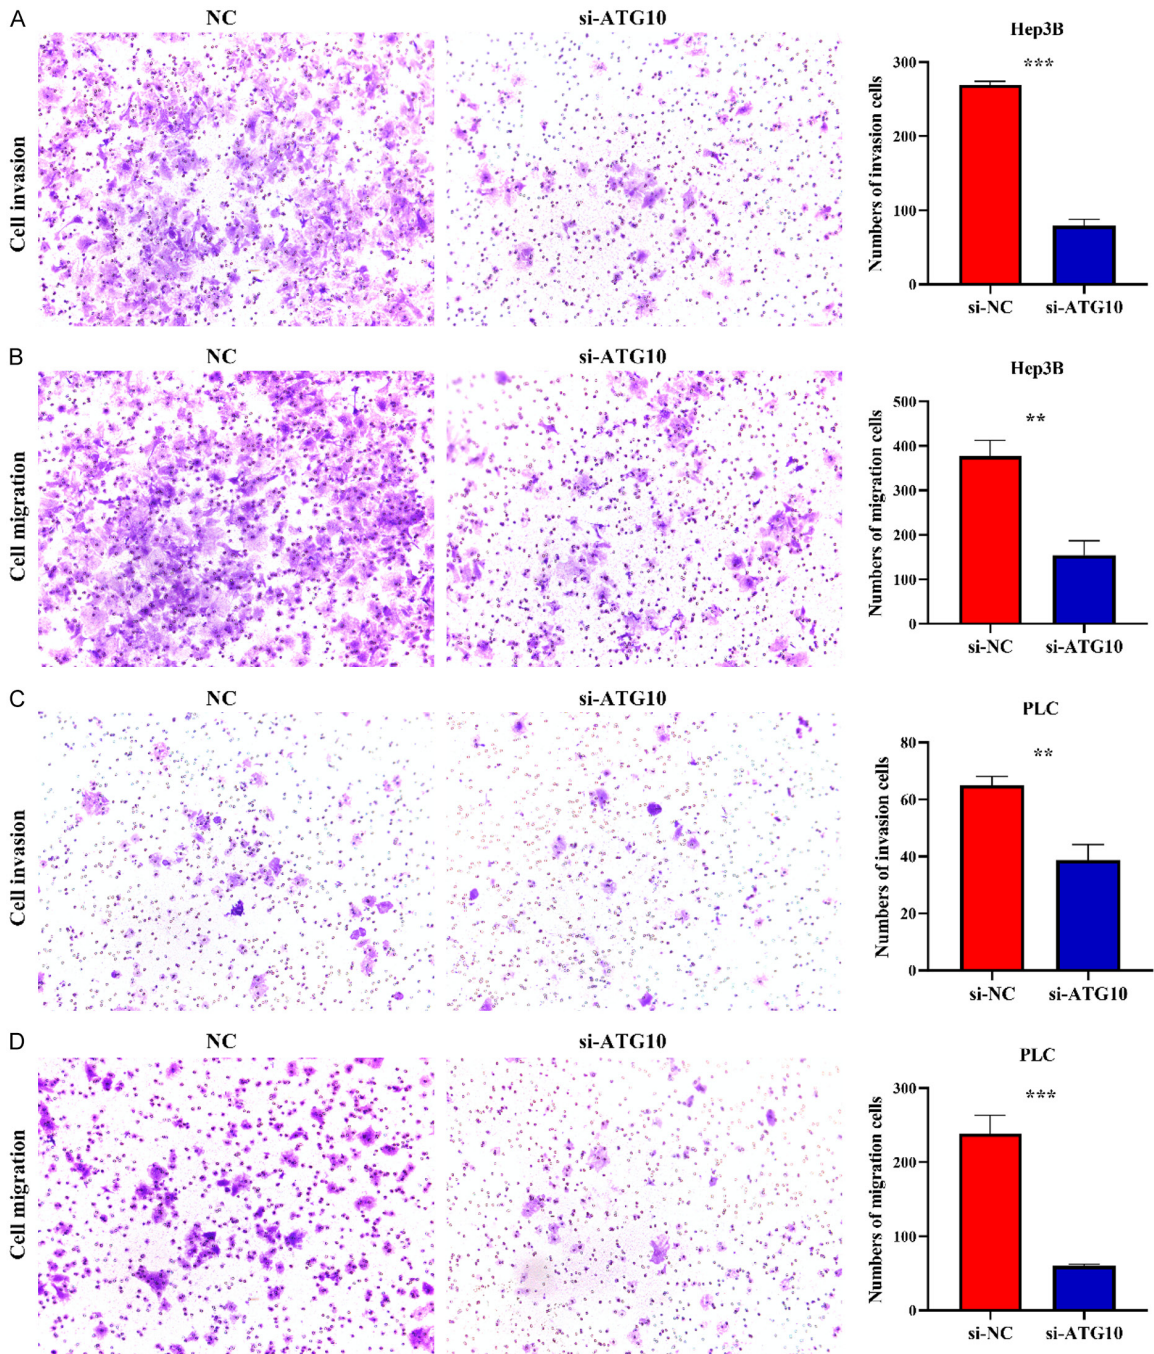 A
NC
si-ATG10
Cell invasion
Hep3B
Numbers of invasion cells
300
200
100
0
***
si-NC
si-ATG10
B
NC
si-ATG10
Cell migration
Hep3B
Numbers of migration cells
500
400
300
200
100
0
**
si-NC
si-ATG10
C
NC
si-ATG10
Cell invasion
PLC
Numbers of invasion cells
80
60
40
20
0
**
si-NC
si-ATG10
D
NC
si-ATG10
Cell migration
PLC
Numbers of migration cells
300
200
100
0
***
si-NC
si-ATG10